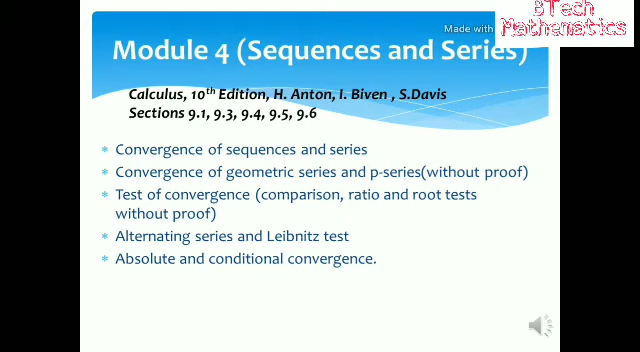 Made with
BTech
Mathematics
Module 4 (Sequences and Series)
Calculus, 10th Edition, H. Anton, I. Biven , S.Davis
Sections 9.1, 9.3, 9.4, 9.5, 9.6
* Convergence of sequences and series
* Convergence of geometric series and p-series(without proof)
* Test of convergence (comparison, ratio and root tests
without proof)
* Alternating series and Leibnitz test
* Absolute and conditional convergence.